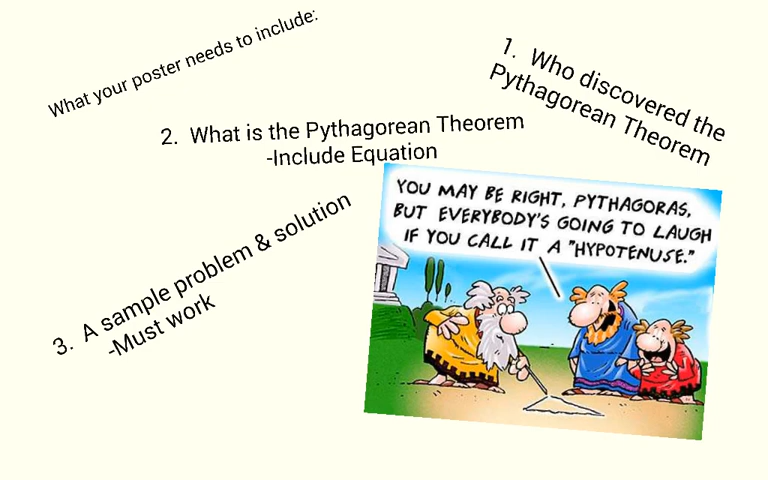 What your poster needs to include:
1. Who discovered the
Pythagorean Theorem
2. What is the Pythagorean Theorem
-Include Equation
3. A sample problem & solution
-Must work
YOU MAY BE RIGHT, PYTHAGORAS,
BUT EVERYBODY'S GOING TO LAUGH
IF YOU CALL IT A "HYPOTENUSE."